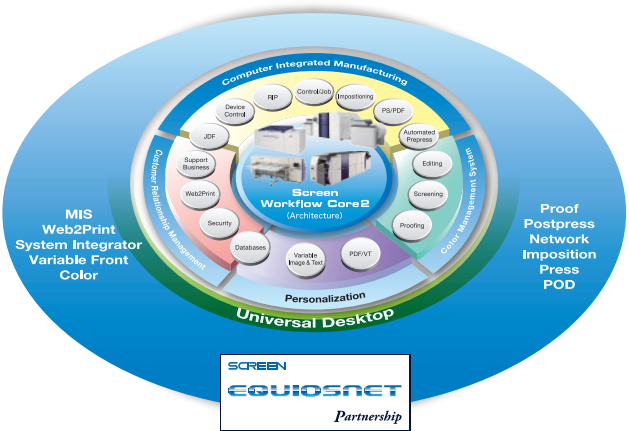 Computer Integrated Manufacturing
Control/Job
RIP
Impositioning
Device
Control
PS/PDF
JDF
Automated
Prepress
Customer Relationship Management
Support
Business
Web2Print
Security
Databases
Screen
Workflow Core2
(Architecture)
Editing
Screening
Proofing
Color Management System
Variable
Image & Text
PDF/VT
Personalization
Universal Desktop
MIS
Web2Print
System Integrator
Variable Front
Color
Proof
Postpress
Network
Imposition
Press
POD
SCREEN
EQUIOSNET
Partnership